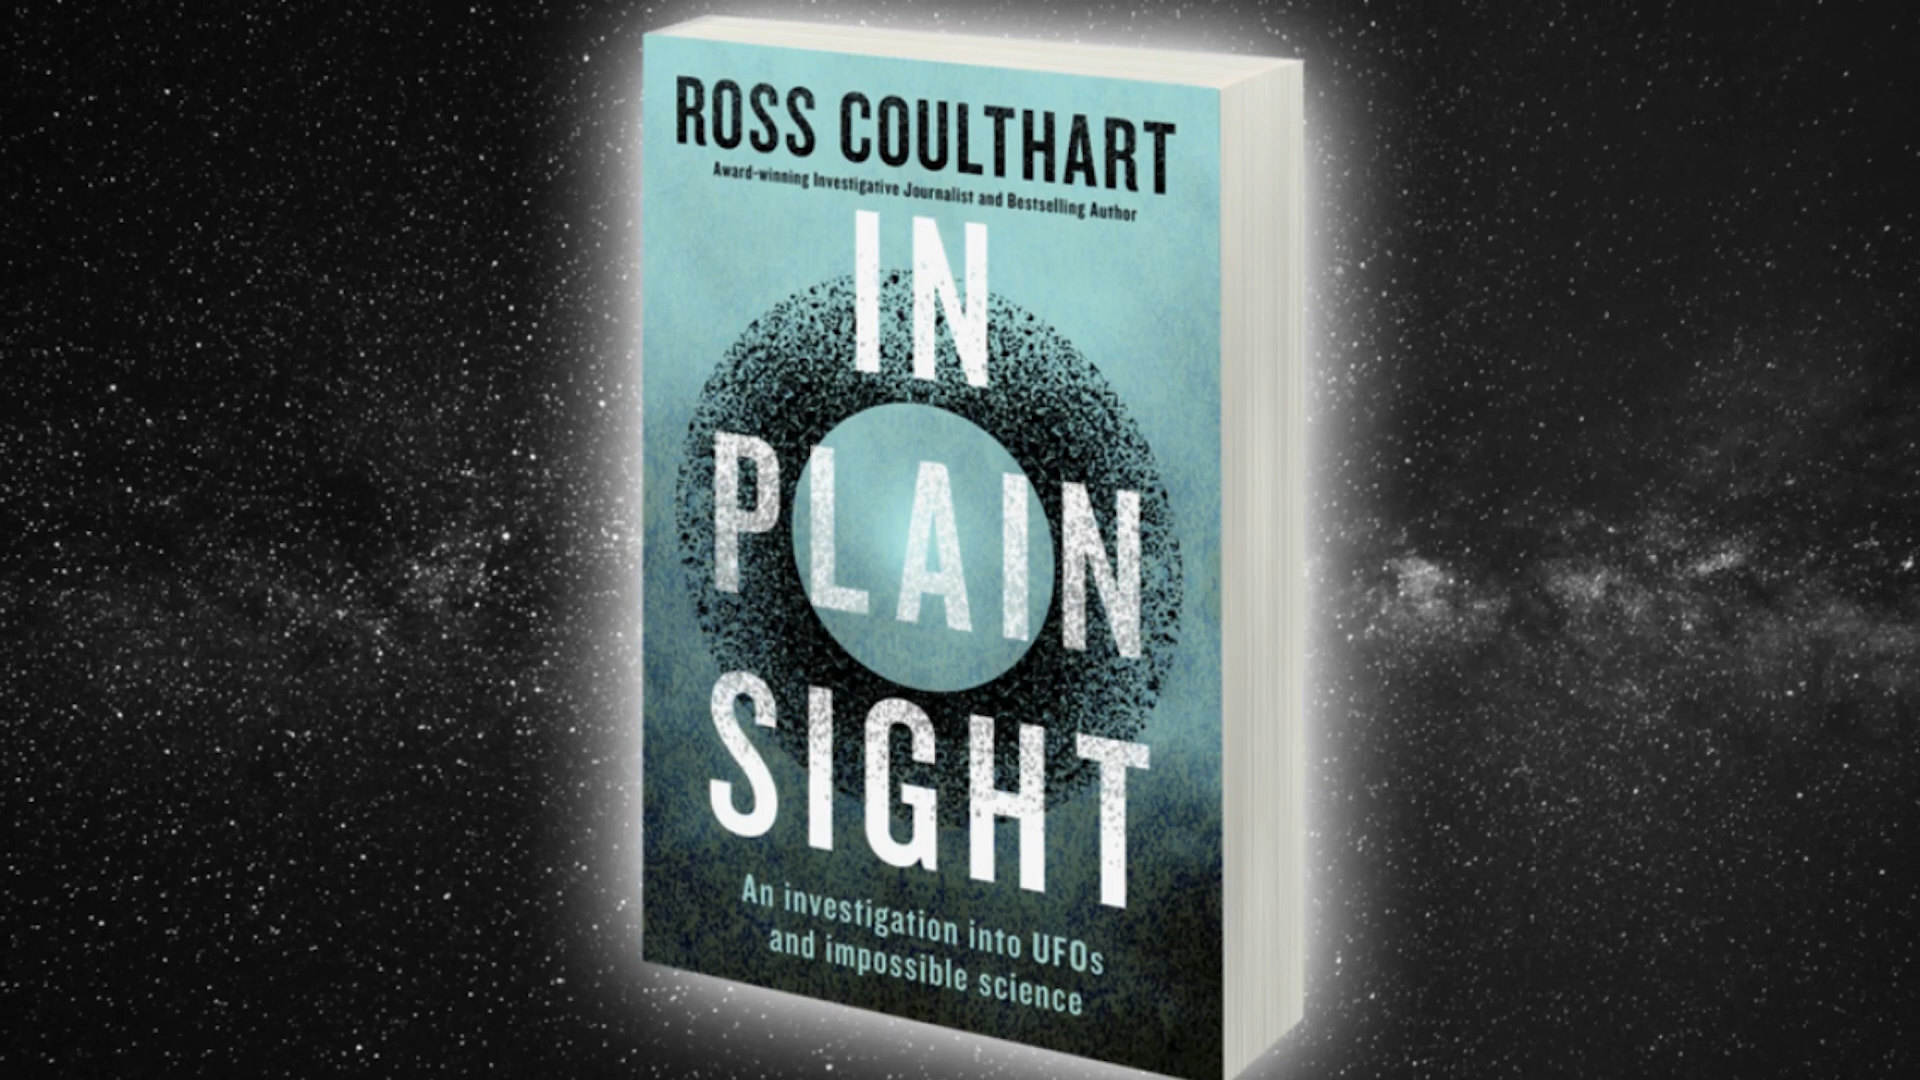 ROSS COULTHART
Award-winning Investigative Journalist and Bestselling Author
IN
PLAIN
SIGHT
An investigation into UFOs
and impossible science